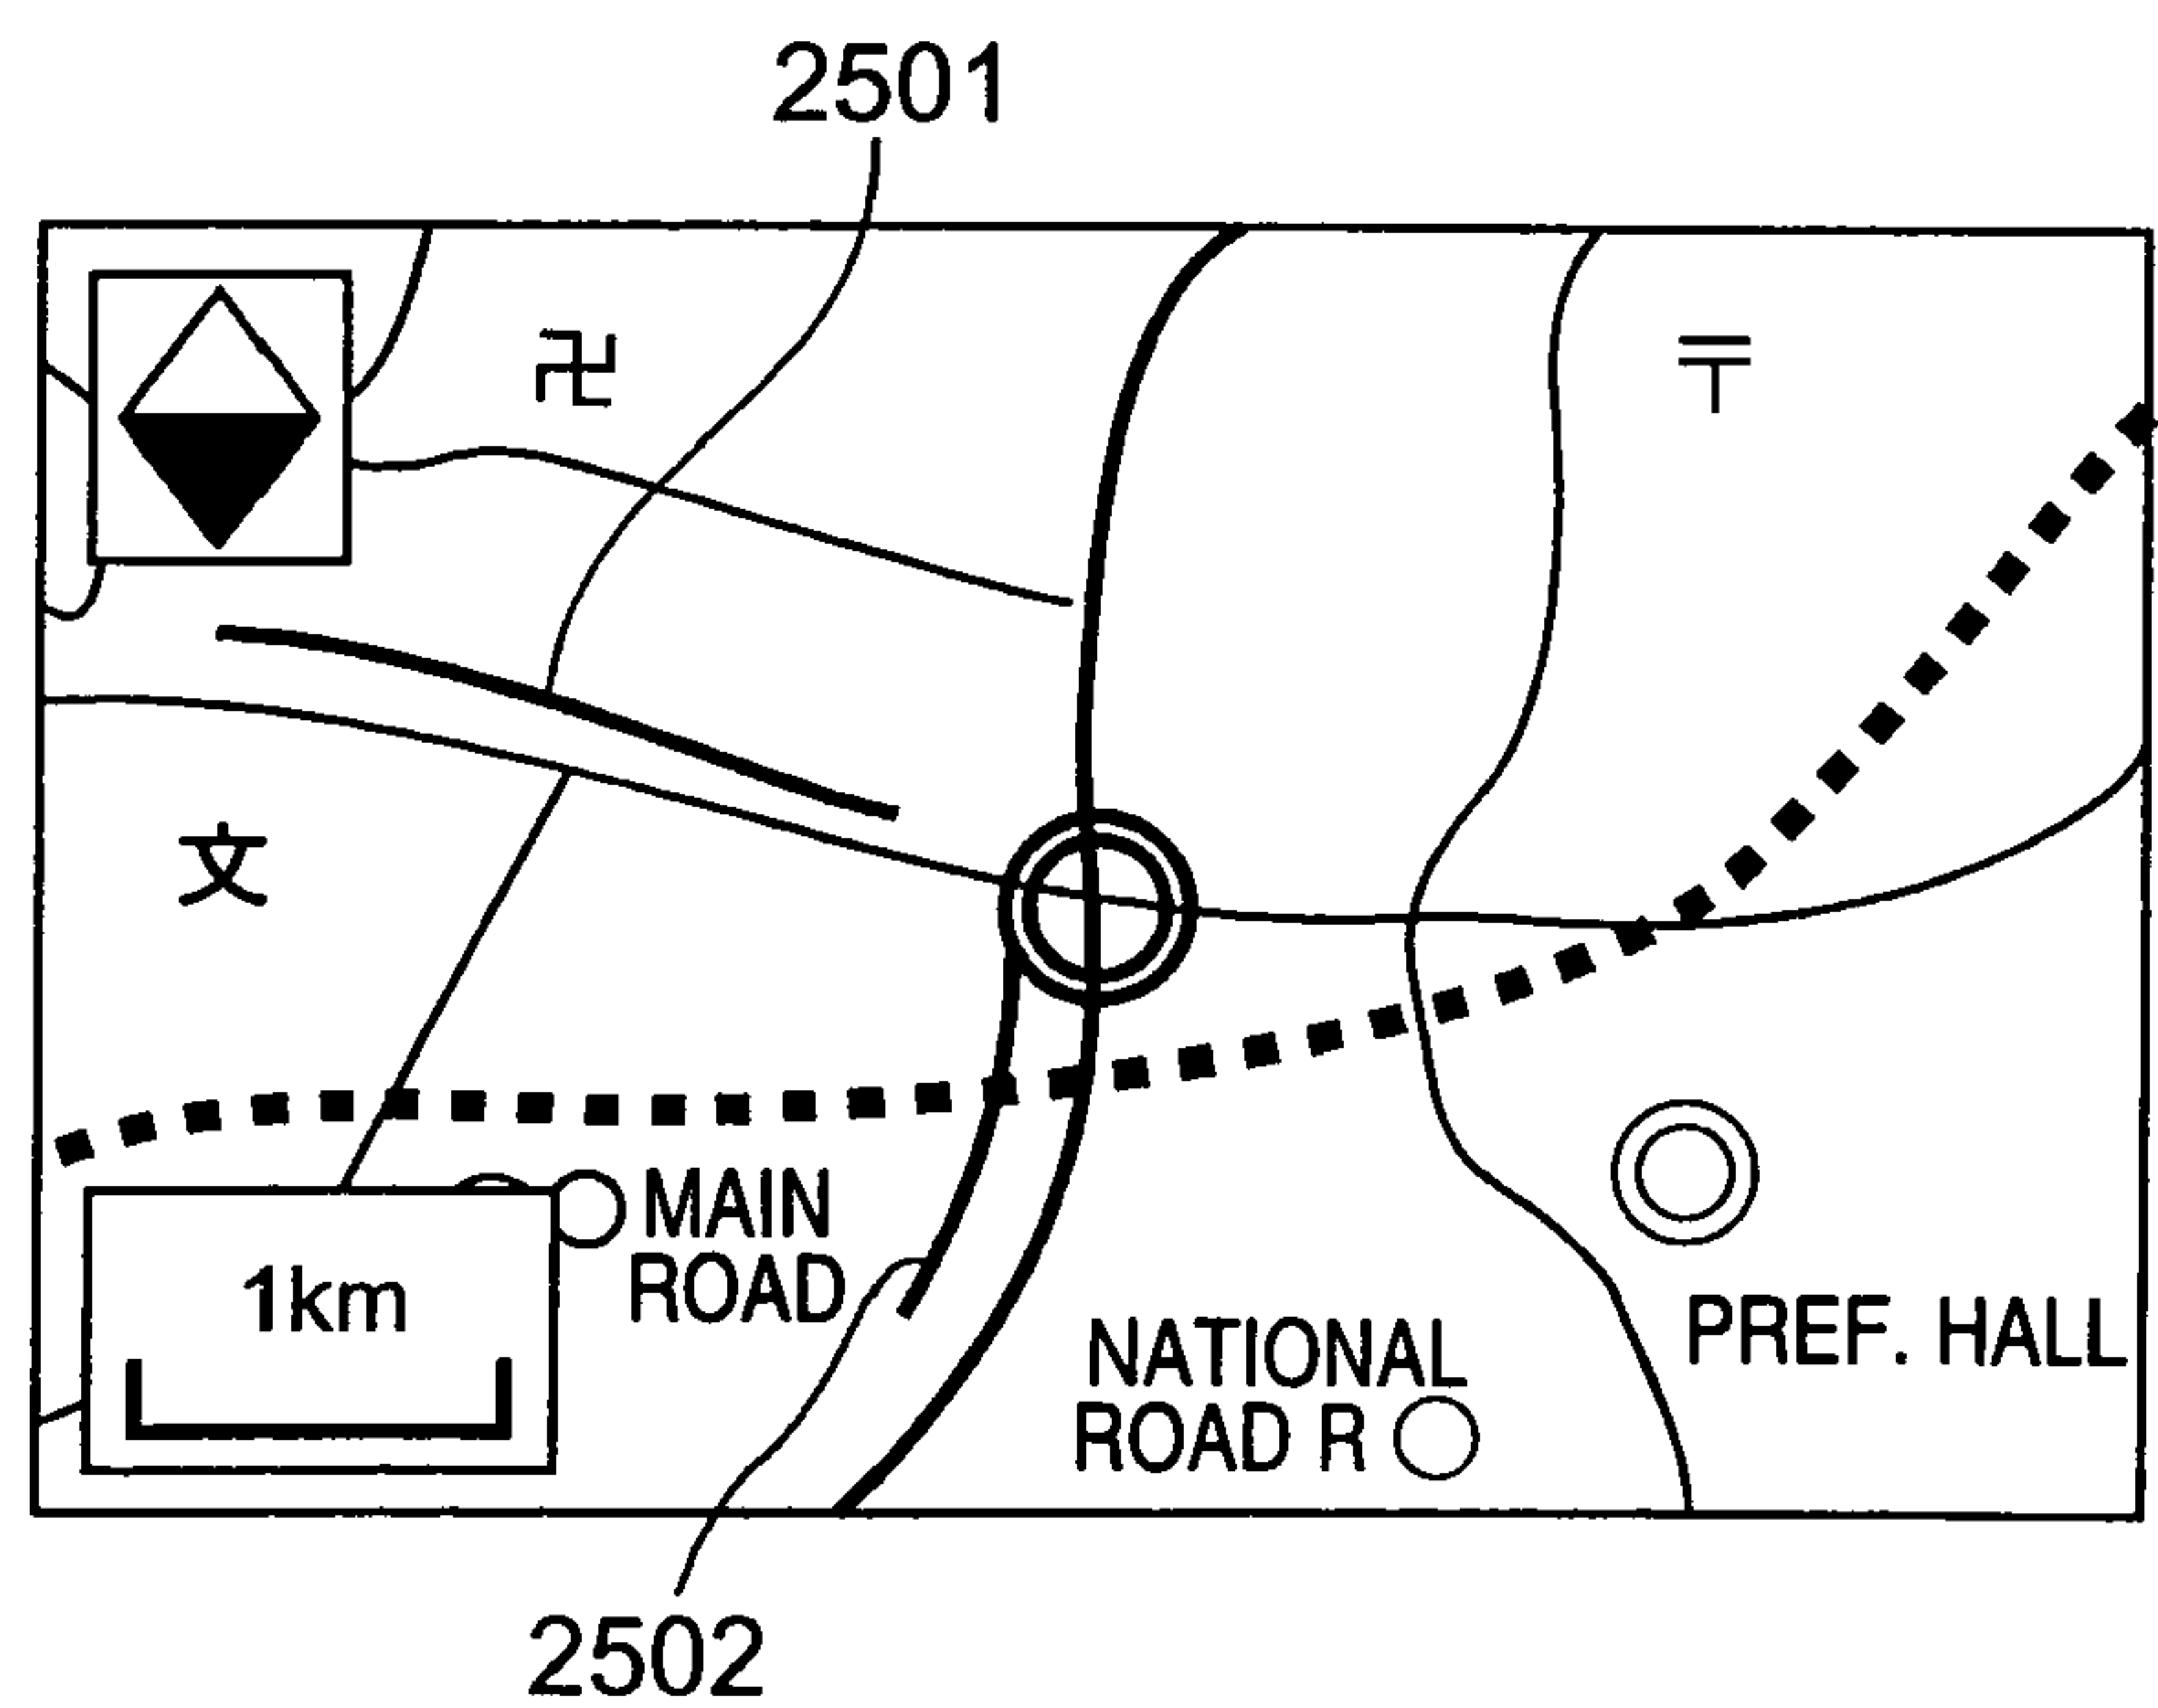 2501
卍
〒
文
MAIN
ROAD
1km
NATIONAL
ROAD R
PREF. HALL
2502